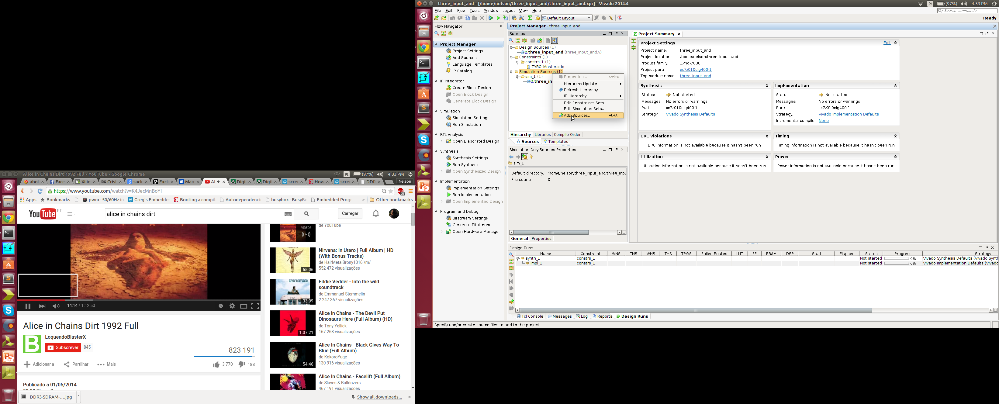 three_input_and - [/home/nelson/three_input_and/three_input_and.xpr] - Vivado 2014.4
Pt (97%) 4:33 PM
File Edit Flow Tools Window Layout View Help
Search commands
Default Layout
Ready
Flow Navigator
Project Manager
Project Settings
Add Sources
Language Templates
IP Catalog
IP Integrator
Create Block Design
Open Block Design
Generate Block Design
Simulation
Simulation Settings
Run Simulation
RTL Analysis
Open Elaborated Design
Synthesis
Synthesis Settings
Run Synthesis
Open Synthesized Design
Implementation
Implementation Settings
Run Implementation
Open Implemented Design
Program and Debug
Bitstream Settings
Generate Bitstream
Open Hardware Manager
Project Manager - three_input_and
Sources
Design Sources (1)
three_input_and (three_input_and.v)
Constraints (1)
constrs_1 (1)
ZYBO_Master.xdc
Simulation Sources (1)
sim_1 (1)
three_in
Properties... Ctrl+E
Hierarchy Update
Refresh Hierarchy
IP Hierarchy
Edit Constraints Sets...
Edit Simulation Sets...
Add Sources... Alt+A
Hierarchy Libraries Compile Order
Sources Templates
Simulation-Only Sources Properties
sim_1
Default directory: /home/nelson/three_input_and/three_inpu
File count: 0
General Properties
Project Summary
Project Settings Edit
Project name: three_input_and
Project location: /home/nelson/three_input_and
Product family: Zynq-7000
Project part: xc7z010clg400-1
Top module name: three_input_and
Synthesis
Status: Not started
Messages: No errors or warnings
Part: xc7z010clg400-1
Strategy: Vivado Synthesis Defaults
Implementation
Status: Not started
Messages: No errors or warnings
Part: xc7z010clg400-1
Strategy: Vivado Implementation Defaults
Incremental compile: None
DRC Violations
DRC information is not available because it hasn't been run
Timing
Timing information is not available because it hasn't been run
Utilization
Utilization information is not available because it hasn't been run
Power
Power information is not available because it hasn't been run
Design Runs
Name Constraints WNS TNS WHS THS TPWS Failed Routes LUT FF BRAM DSP Start Elapsed Status Progress Strategy
synth_1 constrs_1 Not started 0% Vivado Synthesis Defaults (Vivado Synth
impl_1 constrs_1 Not started 0% Vivado Implementation Defaults (Vivado
Tcl Console Messages Log Reports Design Runs
Specify and/or create source files to add to the project
Alice in Chains Dirt 1992 Full - YouTube - Google Chrome
Pt (97%) 4:33 PM
abol Face Xilin Crist sack Excl Man Al Digil Digil scre How scre DDR Nelson
https://www.youtube.com/watch?v=K4JecMnBoYI
ABP
28
Apps Bookmarks pwm - 50/60Hz in Greg's Embedded Booting a compil Autodependenci busybox - BusyBo Embedded Progr » Other bookmarks
YouTube PT
alice in chains dirt
Carregar
14:14 / 1:12:50
Alice in Chains Dirt 1992 Full
B
LoquendoBlasterX
Subscrever 845
823 191
Adicionar a Partilhar Mais
3 770 188
Publicado a 01/05/2014
VÍDEOS
de YouTube
Nirvana: In Utero | Full Album | HD
(With Bonus Tracks)
de HairMetalBrony1016 \m/
552 472 visualizações
55:06
INTO THE WILD
Eddie Vedder - Into the wild
soundtrack
de Emmanuel Stemmelin
2 247 367 visualizações
33:09
Alice in Chains - The Devil Put
Dinosaurs Here (Full Album) (HD)
de Tony Yellick
167 268 visualizações
1:07:21
Alice In Chains - Black Gives Way To
Blue (Full Album)
de KokoroYuge
130 916 visualizações
54:46
Alice In Chains - Facelift (Full Album)
de Slaves & Bulldozers
467 191 visualizações
DDR3-SDRAM-....jpg
Show all downloads...